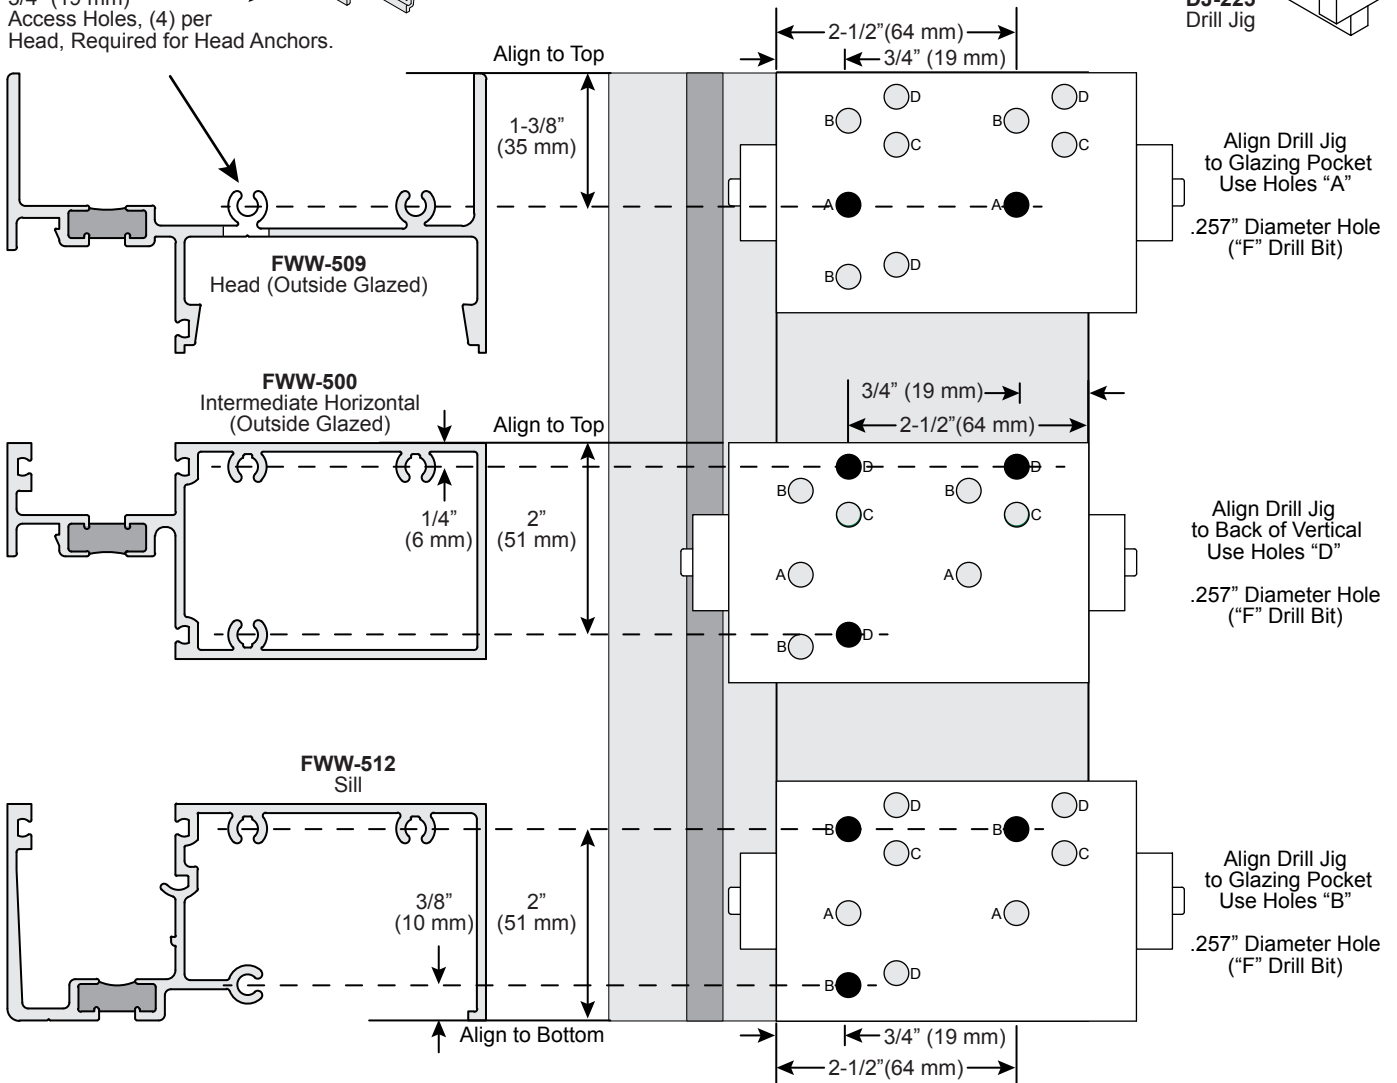 3/4" (19 mm)
Access Holes, (4) per
Head, Required for Head Anchors.
DJ-225
Drill Jig
Align to Top
2-1/2”(64 mm)
3/4” (19 mm)
1-3/8”
(35 mm)
D
D
B
B
C
C
A
A
D
B
Align Drill Jig
to Glazing Pocket
Use Holes “A”
.257” Diameter Hole
(“F” Drill Bit)
FWW-509
Head (Outside Glazed)
FWW-500
Intermediate Horizontal
(Outside Glazed)
Align to Top
3/4” (19 mm)
2-1/2”(64 mm)
1/4”
(6 mm)
2”
(51 mm)
D
D
B
B
C
C
A
A
D
B
Align Drill Jig
to Back of Vertical
Use Holes “D”
.257” Diameter Hole
(“F” Drill Bit)
FWW-512
Sill
3/8”
(10 mm)
2”
(51 mm)
D
D
B
B
C
C
A
A
D
B
Align Drill Jig
to Glazing Pocket
Use Holes “B”
.257” Diameter Hole
(“F” Drill Bit)
Align to Bottom
3/4” (19 mm)
2-1/2”(64 mm)